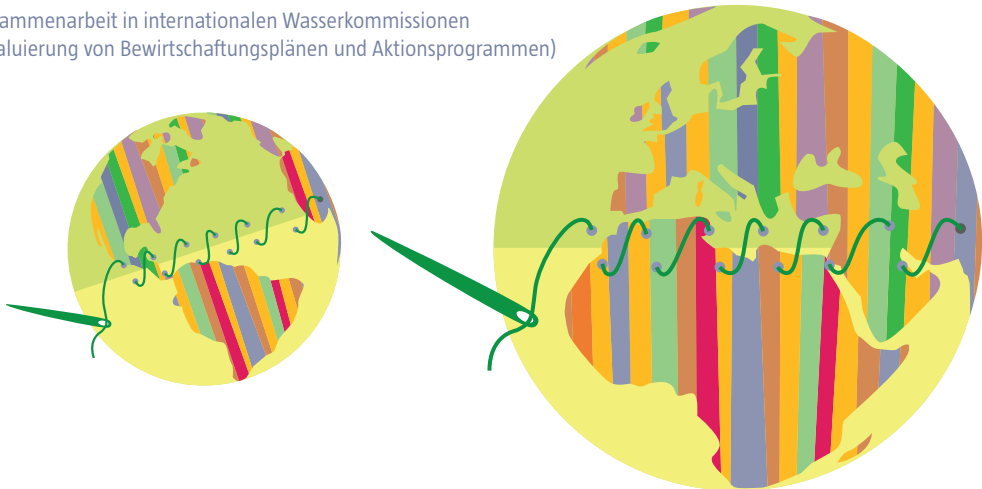 ammenarbeit in internationalen Wasserkommissionen
aluierung von Bewirtschaftungsplänen und Aktionsprogrammen)